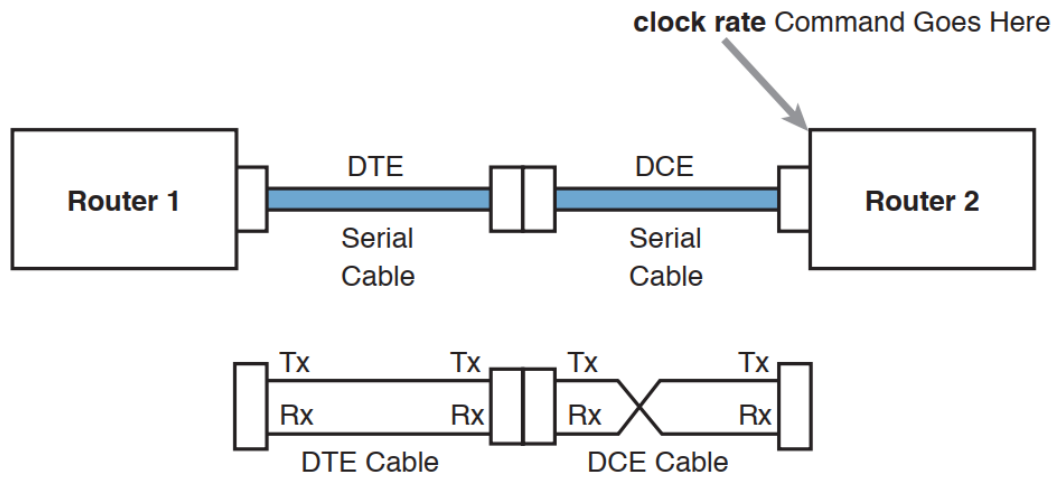 clock rate Command Goes Here
DTE
DCE
Router 1
Router 2
Serial
Cable
Serial
Cable
Tx Tx Tx Tx
Rx Rx Rx Rx
DTE Cable
DCE Cable